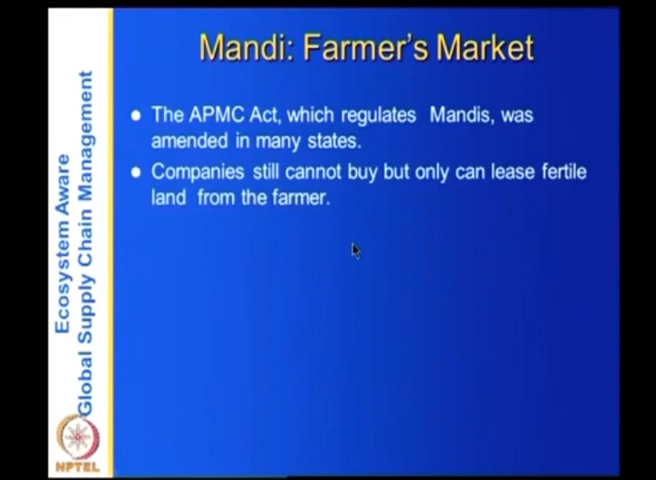 Mandi: Farmer's Market
The APMC Act, which regulates Mandis, was
amended in many states.
Companies still cannot buy but only can lease fertile
land from the farmer.
Ecosystem Aware
Global Supply Chain Management
NPTEL